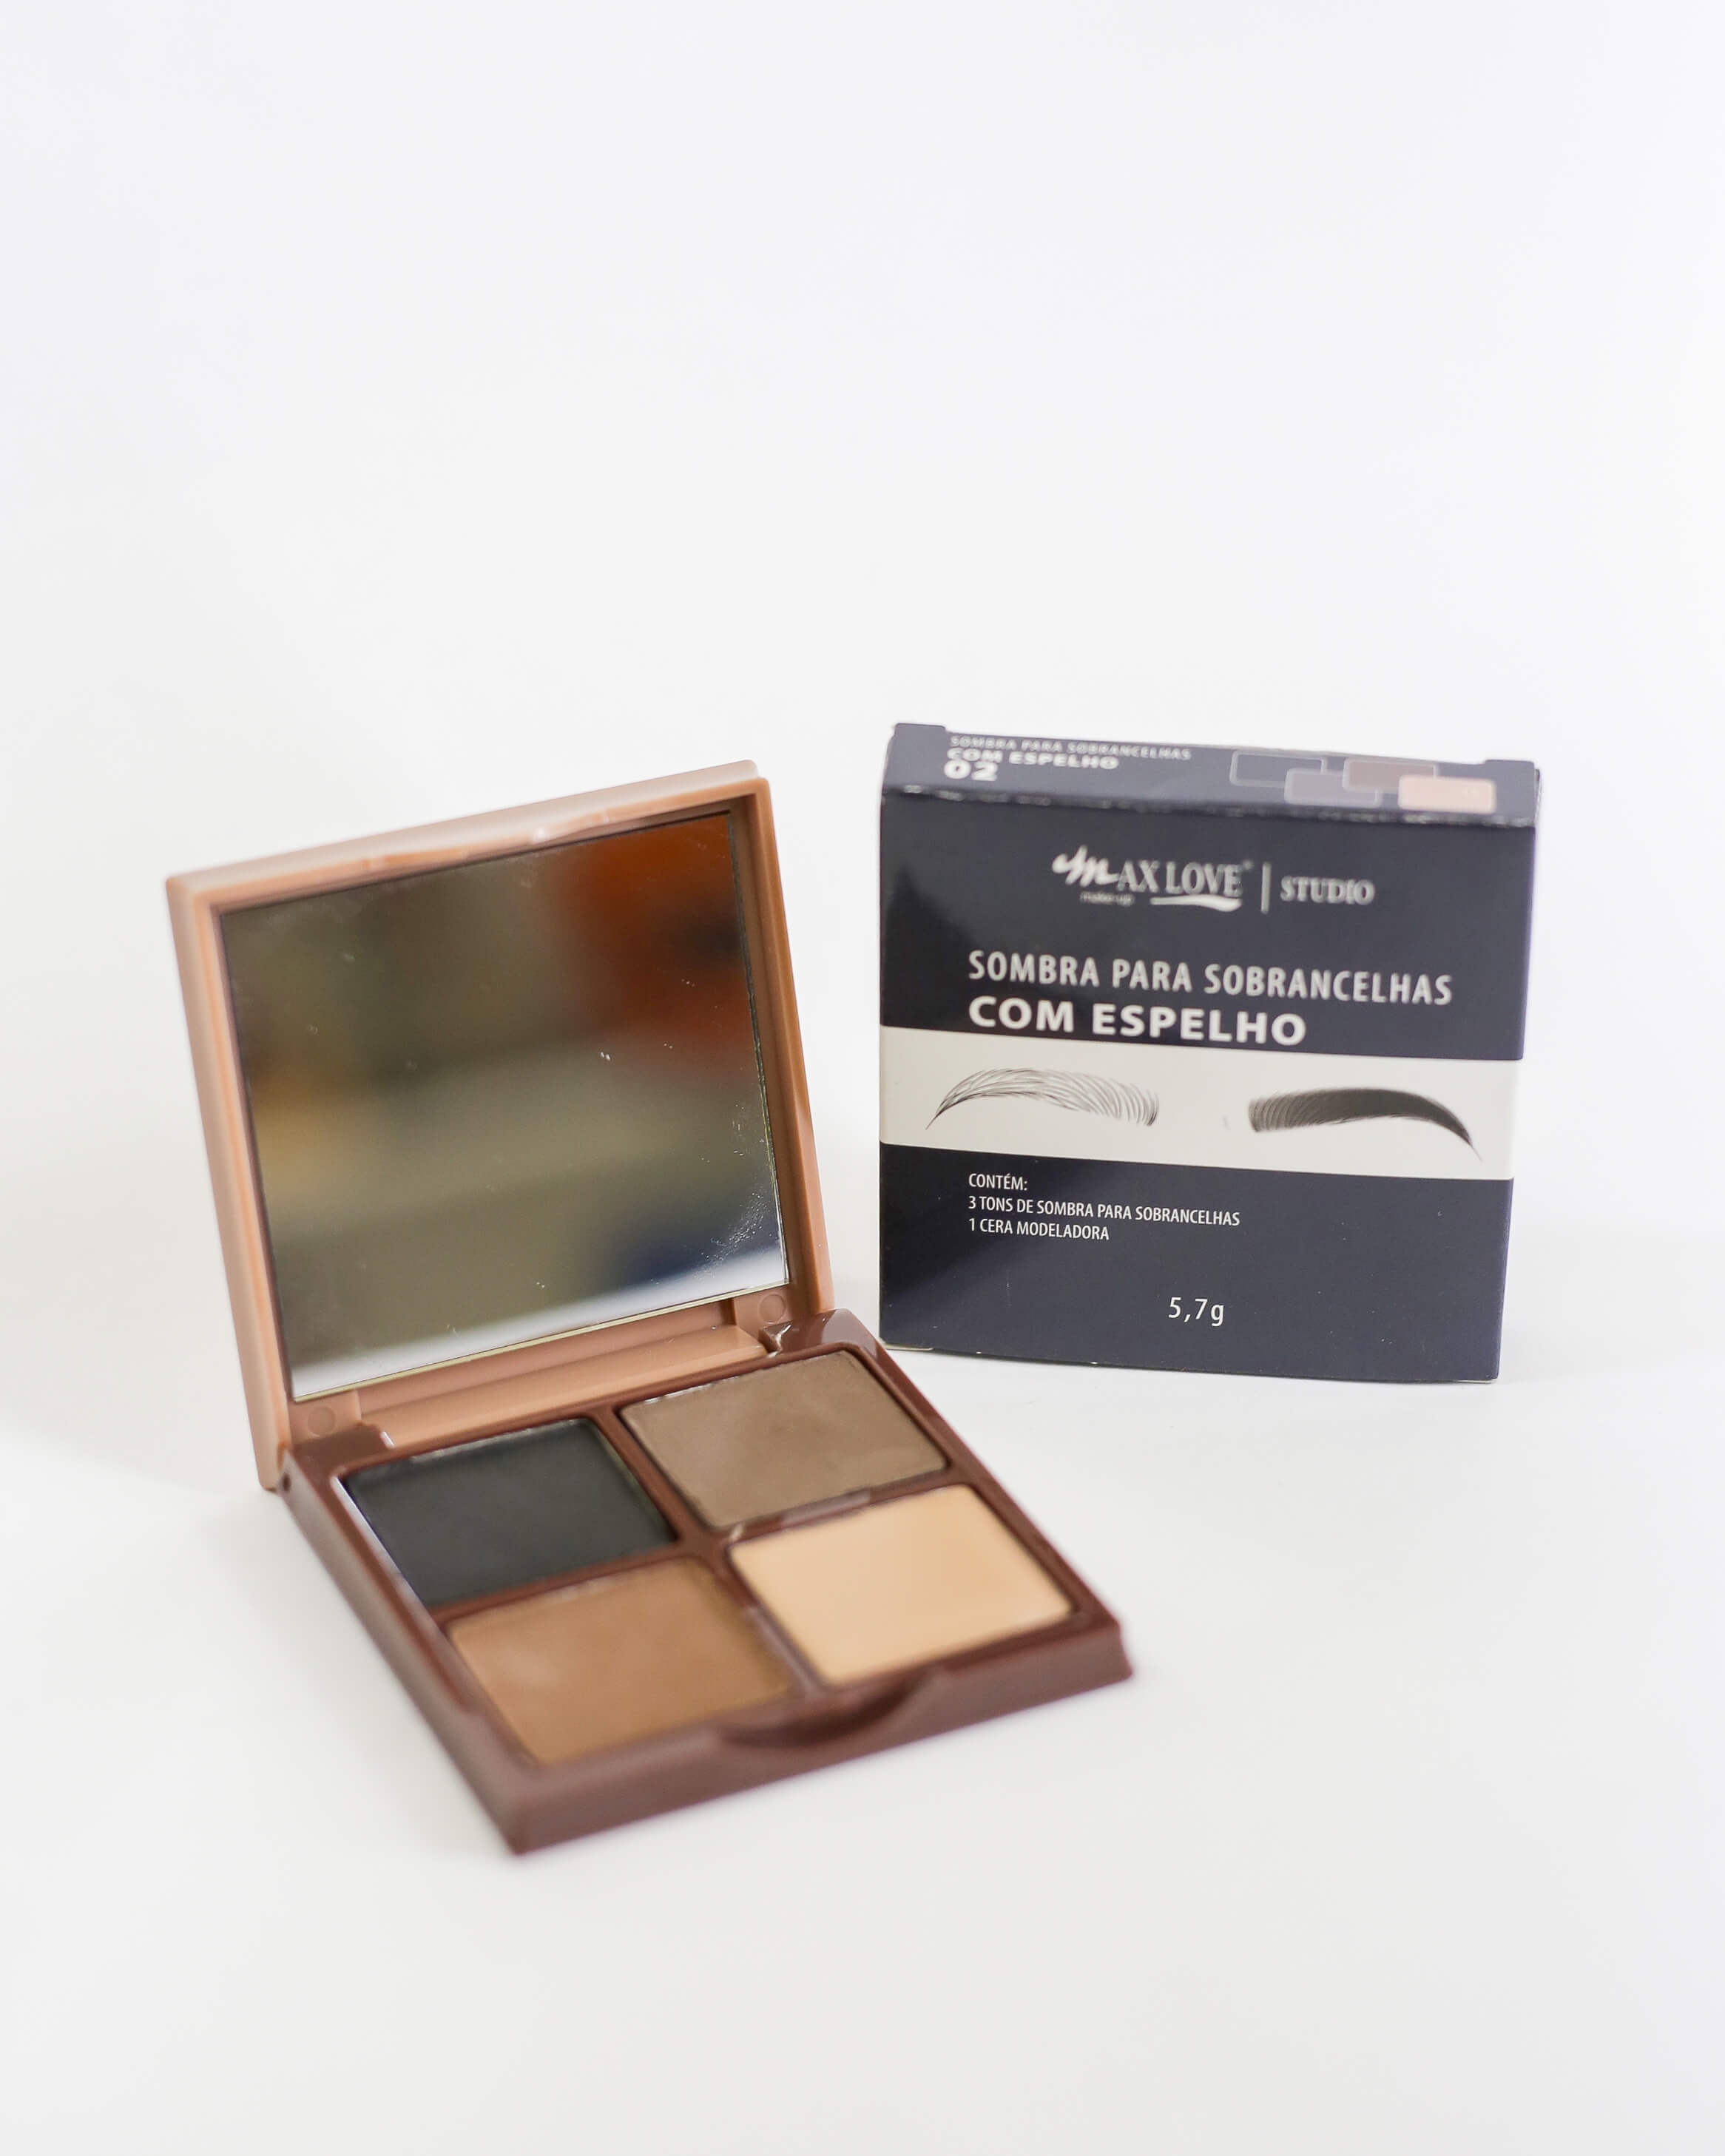 SOMBRA PARA SOBRANCELHAS
COM ESPELHO
02
MAX LOVE® | STUDIO
make-up
SOMBRA PARA SOBRANCELHAS
COM ESPELHO
CONTÉM:
3 TONS DE SOMBRA PARA SOBRANCELHAS
1 CERA MODELADORA
5,7g